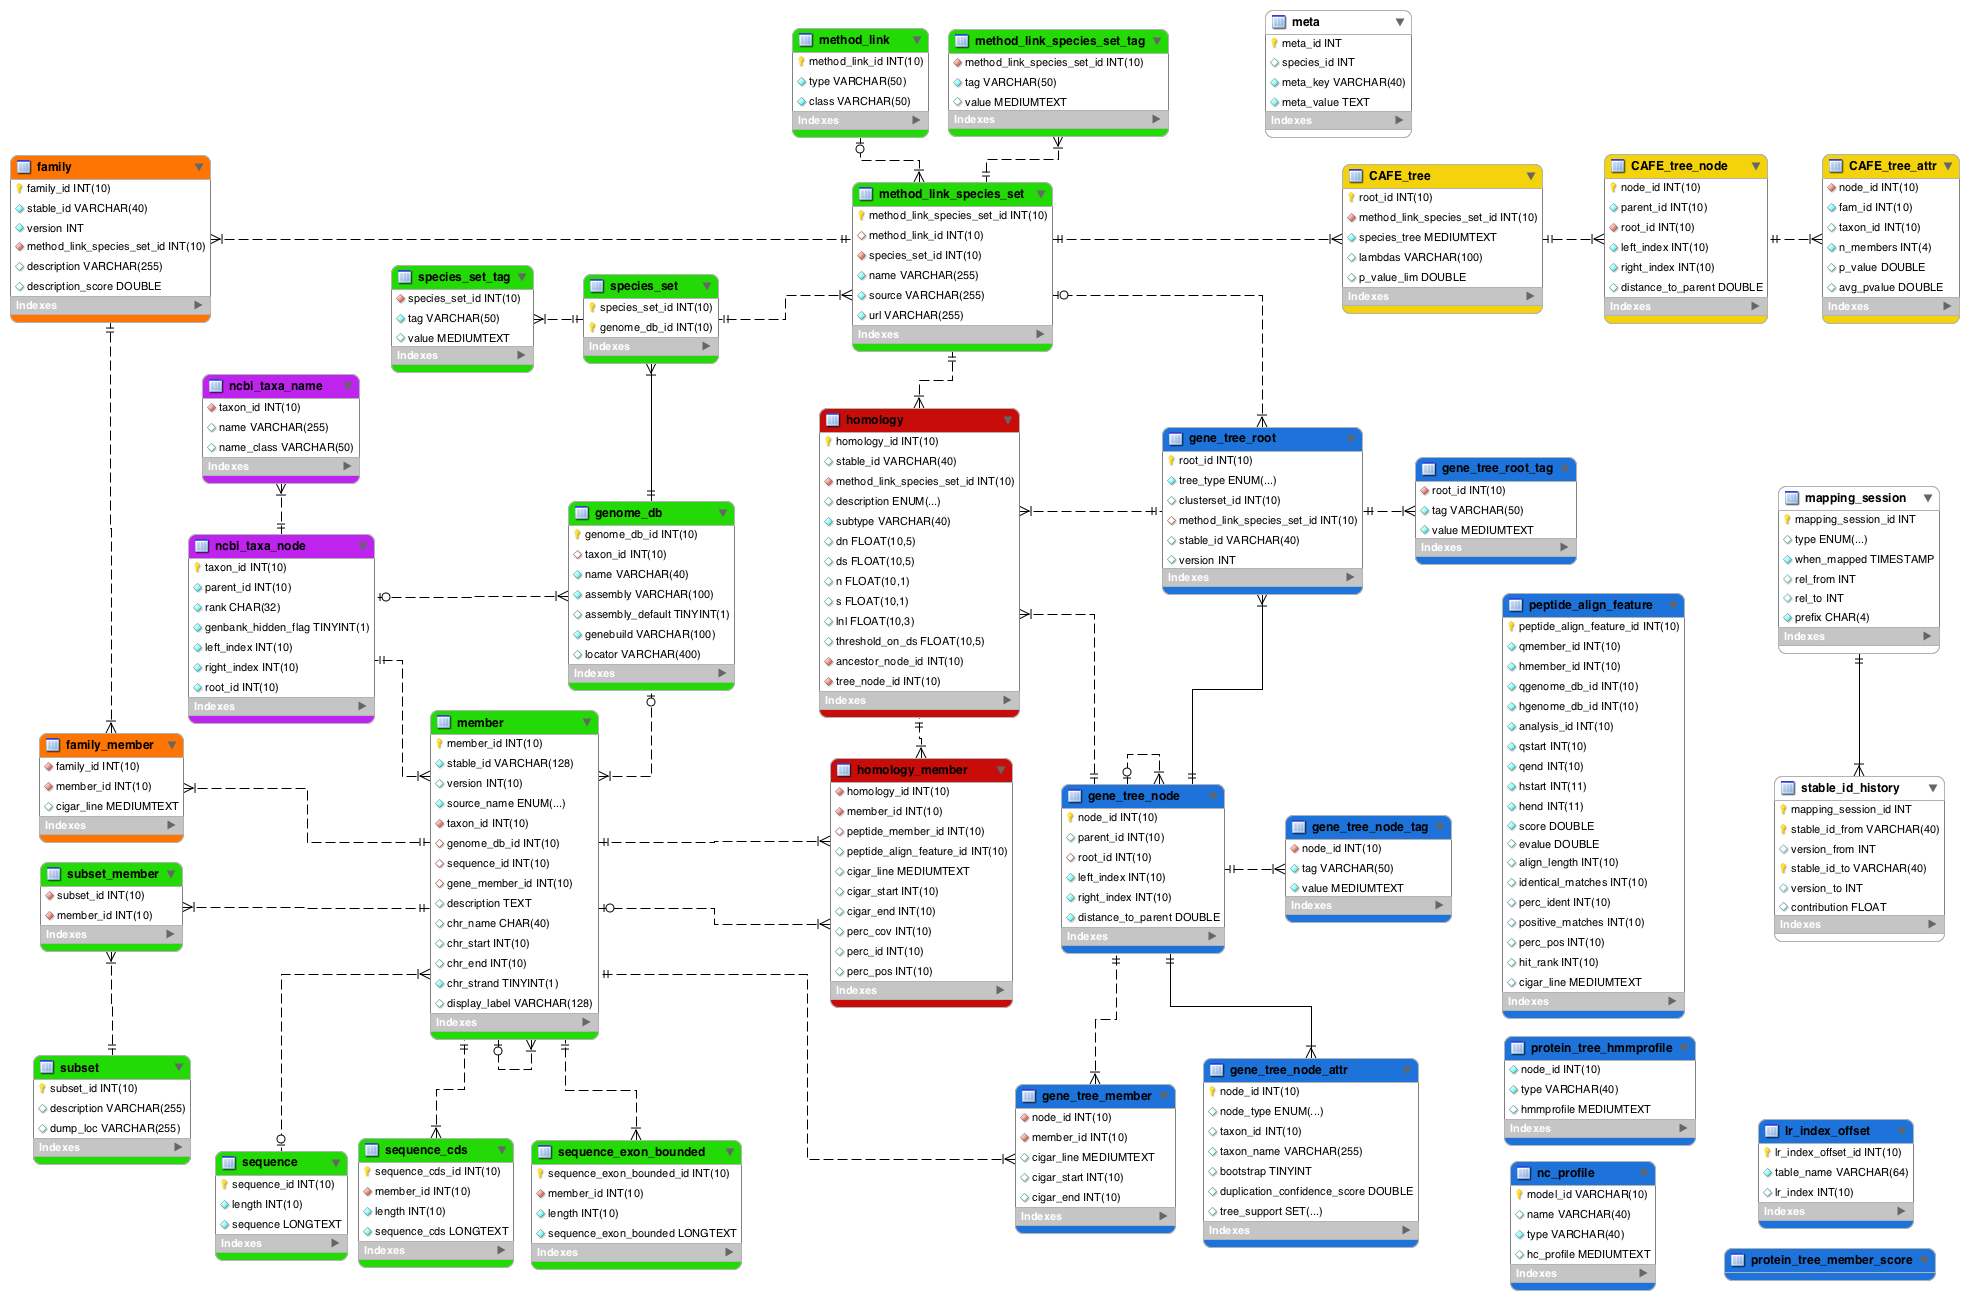 method_link
method_link_id INT(10)
type VARCHAR(50)
class VARCHAR(50)
Indexes
method_link_species_set_tag
method_link_species_set_id INT(10)
tag VARCHAR(50)
value MEDIUMTEXT
Indexes
meta
meta_id INT
species_id INT
meta_key VARCHAR(40)
meta_value TEXT
Indexes
family
family_id INT(10)
stable_id VARCHAR(40)
version INT
method_link_species_set_id INT(10)
description VARCHAR(255)
description_score DOUBLE
Indexes
species_set_tag
species_set_id INT(10)
tag VARCHAR(50)
value MEDIUMTEXT
Indexes
species_set
species_set_id INT(10)
genome_db_id INT(10)
Indexes
method_link_species_set
method_link_species_set_id INT(10)
method_link_id INT(10)
species_set_id INT(10)
name VARCHAR(255)
source VARCHAR(255)
url VARCHAR(255)
Indexes
CAFE_tree
root_id INT(10)
method_link_species_set_id INT(10)
species_tree MEDIUMTEXT
lambdas VARCHAR(100)
p_value_lim DOUBLE
Indexes
CAFE_tree_node
node_id INT(10)
parent_id INT(10)
root_id INT(10)
left_index INT(10)
right_index INT(10)
distance_to_parent DOUBLE
Indexes
CAFE_tree_attr
node_id INT(10)
fam_id INT(10)
taxon_id INT(10)
n_members INT(4)
p_value DOUBLE
avg_pvalue DOUBLE
Indexes
ncbi_taxa_name
taxon_id INT(10)
name VARCHAR(255)
name_class VARCHAR(50)
Indexes
ncbi_taxa_node
taxon_id INT(10)
parent_id INT(10)
rank CHAR(32)
genbank_hidden_flag TINYINT(1)
left_index INT(10)
right_index INT(10)
root_id INT(10)
Indexes
genome_db
genome_db_id INT(10)
taxon_id INT(10)
name VARCHAR(40)
assembly VARCHAR(100)
assembly_default TINYINT(1)
genebuild VARCHAR(100)
locator VARCHAR(400)
Indexes
homology
homology_id INT(10)
stable_id VARCHAR(40)
method_link_species_set_id INT(10)
description ENUM(...)
subtype VARCHAR(40)
dn FLOAT(10,5)
ds FLOAT(10,5)
n FLOAT(10,1)
s FLOAT(10,1)
lnl FLOAT(10,3)
threshold_on_ds FLOAT(10,5)
ancestor_node_id INT(10)
tree_node_id INT(10)
Indexes
gene_tree_root
root_id INT(10)
tree_type ENUM(...)
clusterset_id INT(10)
method_link_species_set_id INT(10)
stable_id VARCHAR(40)
version INT
Indexes
gene_tree_root_tag
root_id INT(10)
tag VARCHAR(50)
value MEDIUMTEXT
Indexes
mapping_session
mapping_session_id INT
type ENUM(...)
when_mapped TIMESTAMP
rel_from INT
rel_to INT
prefix CHAR(4)
Indexes
peptide_align_feature
peptide_align_feature_id INT(10)
qmember_id INT(10)
hmember_id INT(10)
qgenome_db_id INT(10)
hgenome_db_id INT(10)
analysis_id INT(10)
qstart INT(10)
qend INT(10)
hstart INT(11)
hend INT(11)
score DOUBLE
evalue DOUBLE
align_length INT(10)
identical_matches INT(10)
perc_ident INT(10)
positive_matches INT(10)
perc_pos INT(10)
hit_rank INT(10)
cigar_line MEDIUMTEXT
Indexes
family_member
family_id INT(10)
member_id INT(10)
cigar_line MEDIUMTEXT
Indexes
member
member_id INT(10)
stable_id VARCHAR(128)
version INT(10)
source_name ENUM(...)
taxon_id INT(10)
genome_db_id INT(10)
sequence_id INT(10)
gene_member_id INT(10)
description TEXT
chr_name CHAR(40)
chr_start INT(10)
chr_end INT(10)
chr_strand TINYINT(1)
display_label VARCHAR(128)
Indexes
homology_member
homology_id INT(10)
member_id INT(10)
peptide_member_id INT(10)
peptide_align_feature_id INT(10)
cigar_line MEDIUMTEXT
cigar_start INT(10)
cigar_end INT(10)
perc_cov INT(10)
perc_id INT(10)
perc_pos INT(10)
Indexes
gene_tree_node
node_id INT(10)
parent_id INT(10)
root_id INT(10)
left_index INT(10)
right_index INT(10)
distance_to_parent DOUBLE
Indexes
gene_tree_node_tag
node_id INT(10)
tag VARCHAR(50)
value MEDIUMTEXT
Indexes
stable_id_history
mapping_session_id INT
stable_id_from VARCHAR(40)
version_from INT
stable_id_to VARCHAR(40)
version_to INT
contribution FLOAT
Indexes
subset_member
subset_id INT(10)
member_id INT(10)
Indexes
subset
subset_id INT(10)
description VARCHAR(255)
dump_loc VARCHAR(255)
Indexes
sequence
sequence_id INT(10)
length INT(10)
sequence LONGTEXT
Indexes
sequence_cds
sequence_cds_id INT(10)
member_id INT(10)
length INT(10)
sequence_cds LONGTEXT
Indexes
sequence_exon_bounded
sequence_exon_bounded_id INT(10)
member_id INT(10)
length INT(10)
sequence_exon_bounded LONGTEXT
Indexes
gene_tree_member
node_id INT(10)
member_id INT(10)
cigar_line MEDIUMTEXT
cigar_start INT(10)
cigar_end INT(10)
Indexes
gene_tree_node_attr
node_id INT(10)
node_type ENUM(...)
taxon_id INT(10)
taxon_name VARCHAR(255)
bootstrap TINYINT
duplication_confidence_score DOUBLE
tree_support SET(...)
Indexes
protein_tree_hmmprofile
node_id INT(10)
type VARCHAR(40)
hmmprofile MEDIUMTEXT
Indexes
nc_profile
model_id VARCHAR(10)
name VARCHAR(40)
type VARCHAR(40)
hc_profile MEDIUMTEXT
Indexes
lr_index_offset
lr_index_offset_id INT(10)
table_name VARCHAR(64)
lr_index INT(10)
Indexes
protein_tree_member_score